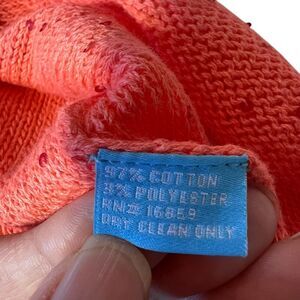 97% COTTON
3% POLYESTER
RN# 16859
DRY CLEAN ONLY